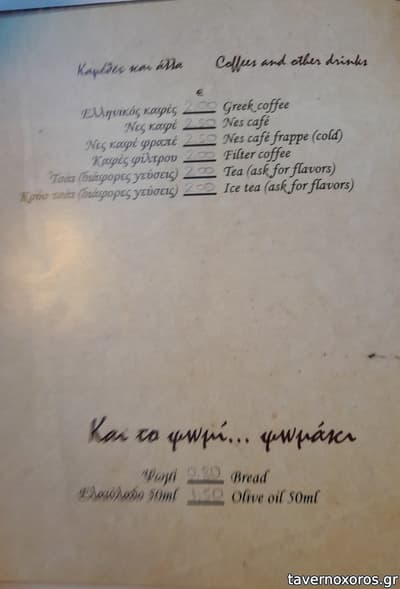 Καφέδες και άλλα Coffees and other drinks
€
Ελληνικός καφές 2.00 Greek coffee
Νες καφέ 2.50 Nes café
Νες καφέ φραπέ 2.50 Nes café frappe (cold)
Καφές φίλτρου 2.00 Filter coffee
Τσάι (διάφορες γεύσεις) 2.00 Tea (ask for flavors)
Κρύο τσάι (διάφορες γεύσεις) 2.00 Ice tea (ask for flavors)
Και το ψωμί... ψωμάκι
Ψωμί 0.80 Bread
Ελαιόλαδο 50ml 1.50 Olive oil 50ml
tavernoxoros.gr